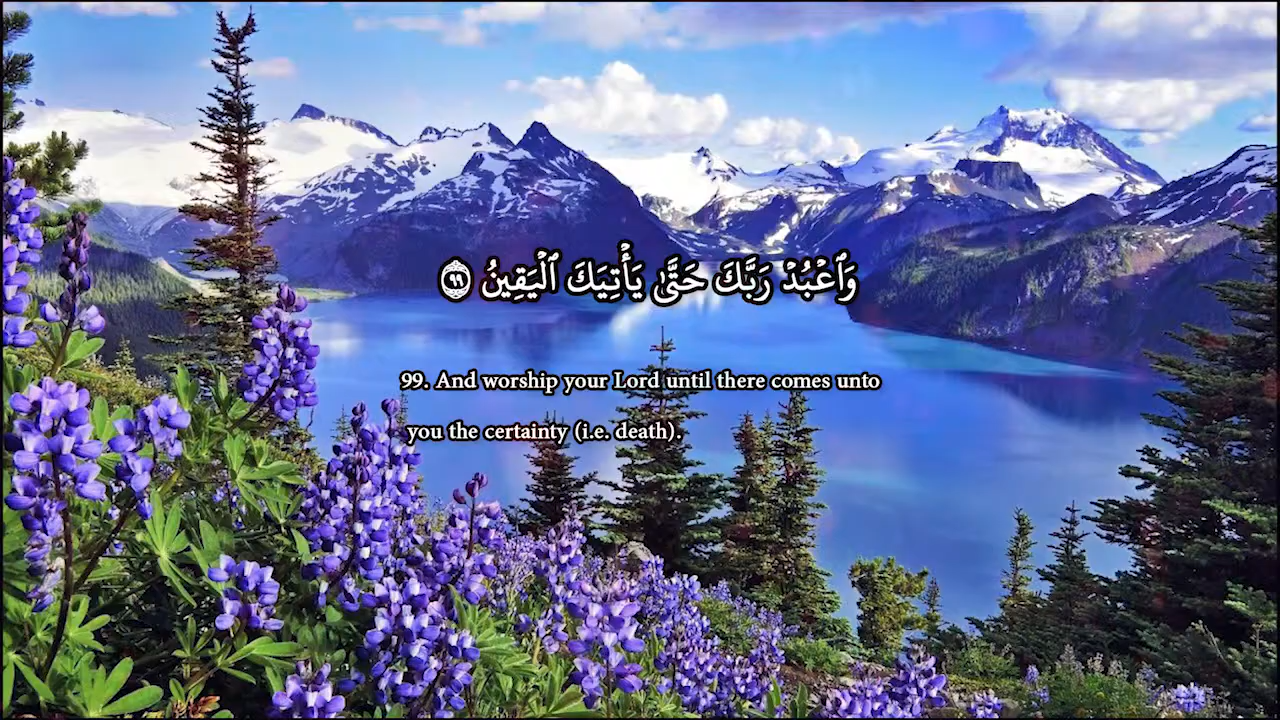 وَٱعْبُدْ رَبَّكَ حَتَّىٰ يَأْتِيَكَ ٱلْيَقِينُ ٩٩
99. And worship your Lord until there comes unto
you the certainty (i.e. death).